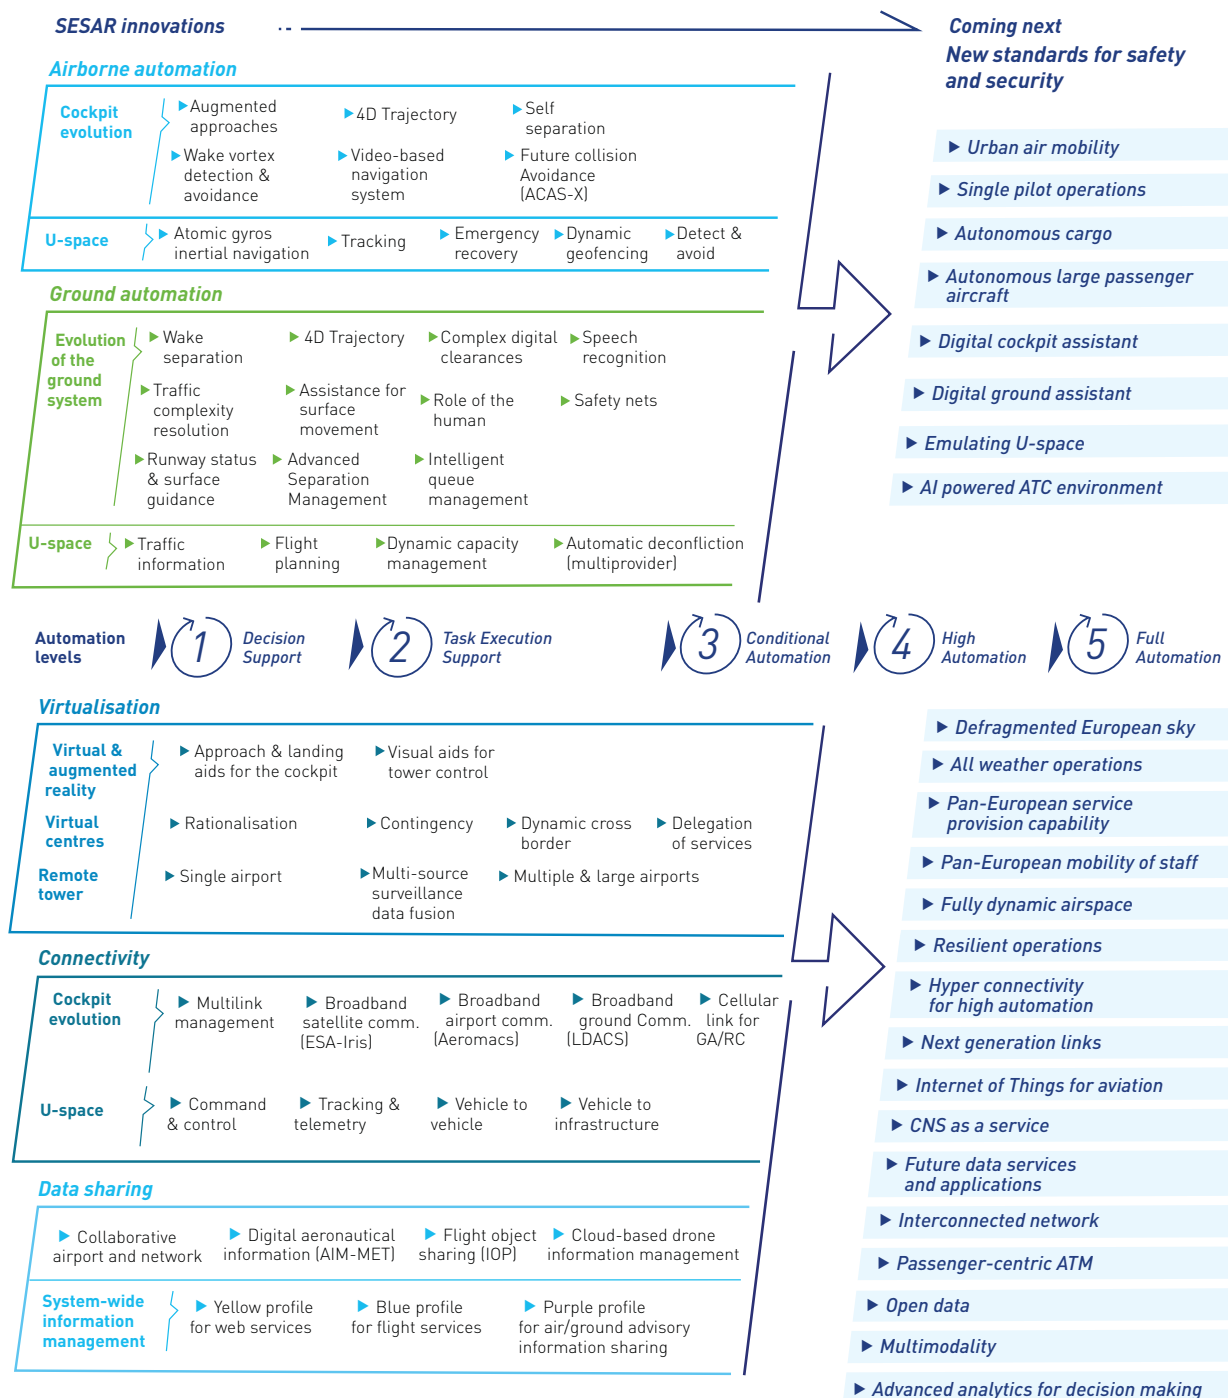 SESAR innovations
Coming next
New standards for safety
and security
Airborne automation
Cockpit
evolution
Augmented
approaches
4D Trajectory
Self
separation
Wake vortex
detection &
avoidance
Video-based
navigation
system
Future collision
Avoidance
(ACAS-X)
U-space
Atomic gyros
inertial navigation
Tracking
Emergency
recovery
Dynamic
geofencing
Detect &
avoid
Ground automation
Evolution
of the
ground
system
Wake
separation
4D Trajectory
Complex digital
clearances
Speech
recognition
Traffic
complexity
resolution
Assistance for
surface
movement
Role of the
human
Safety nets
Runway status
& surface
guidance
Advanced
Separation
Management
Intelligent
queue
management
U-space
Traffic
information
Flight
planning
Dynamic capacity
management
Automatic deconfliction
(multiprovider)
Urban air mobility
Single pilot operations
Autonomous cargo
Autonomous large passenger
aircraft
Digital cockpit assistant
Digital ground assistant
Emulating U-space
AI powered ATC environment
Automation
levels
1
Decision
Support
2
Task Execution
Support
3
Conditional
Automation
4
High
Automation
5
Full
Automation
Virtualisation
Virtual &
augmented
reality
Approach & landing
aids for the cockpit
Visual aids for
tower control
Virtual
centres
Rationalisation
Contingency
Dynamic cross
border
Delegation
of services
Remote
tower
Single airport
Multi-source
surveillance
data fusion
Multiple & large airports
Connectivity
Cockpit
evolution
Multilink
management
Broadband
satellite comm.
(ESA-Iris)
Broadband
airport comm.
(Aeromacs)
Broadband
ground Comm.
(LDACS)
Cellular
link for
GA/RC
U-space
Command
& control
Tracking &
telemetry
Vehicle to
vehicle
Vehicle to
infrastructure
Data sharing
Collaborative
airport and network
Digital aeronautical
information (AIM-MET)
Flight object
sharing (IOP)
Cloud-based drone
information management
System-wide
information
management
Yellow profile
for web services
Blue profile
for flight services
Purple profile
for air/ground advisory
information sharing
Defragmented European sky
All weather operations
Pan-European service
provision capability
Pan-European mobility of staff
Fully dynamic airspace
Resilient operations
Hyper connectivity
for high automation
Next generation links
Internet of Things for aviation
CNS as a service
Future data services
and applications
Interconnected network
Passenger-centric ATM
Open data
Multimodality
Advanced analytics for decision making